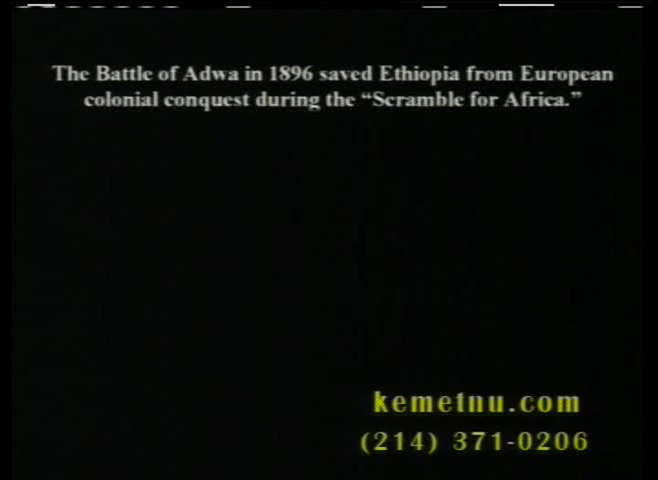 The Battle of Adwa in 1896 saved Ethiopia from European
colonial conquest during the “Scramble for Africa.”
kemetnu.com
(214) 371-0206